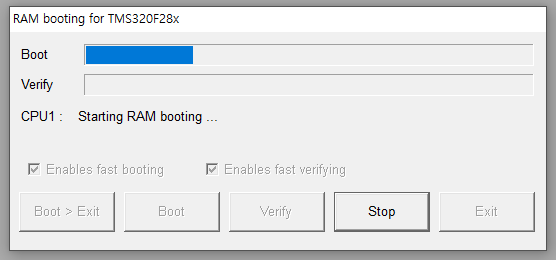 RAM booting for TMS320F28x
Boot
Verify
CPU1 : Starting RAM booting ...
Enables fast booting Enables fast verifying
Boot > Exit Boot Verify Stop Exit